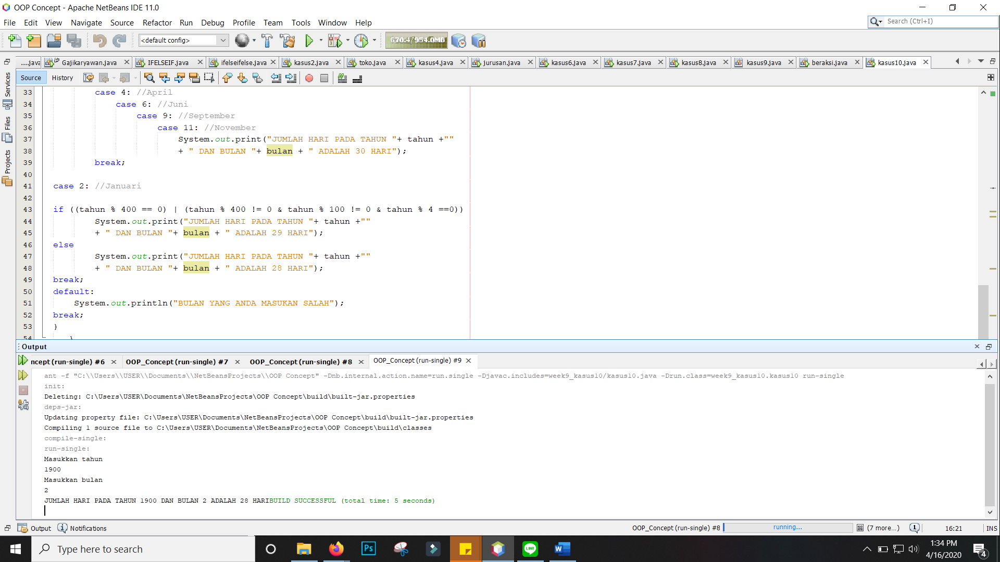 OOP Concept - Apache NetBeans IDE 11.0
File Edit View Navigate Source Refactor Run Debug Profile Team Tools Window Help
Search (Ctrl+I)
<default config>
670.4/954.0MB
....java Gajikaryawan.java IFELSEIF.java ifelseifelse.java kasus2.java toko.java kasus4.java jurusan.java kasus6.java kasus7.java kasus8.java kasus9.java beraksi.java kasus10.java
Source History
Services
Files
Projects
33 case 4: //April
34 case 6: //Juni
35 case 9: //September
36 case 11: //November
37 System.out.print("JUMLAH HARI PADA TAHUN "+ tahun +""
38 + " DAN BULAN "+ bulan + " ADALAH 30 HARI");
39 break;
40
41 case 2: //Januari
42
43 if ((tahun % 400 == 0) | (tahun % 400 != 0 & tahun % 100 != 0 & tahun % 4 ==0))
44 System.out.print("JUMLAH HARI PADA TAHUN "+ tahun +""
45 + " DAN BULAN "+ bulan + " ADALAH 29 HARI");
46 else
47 System.out.print("JUMLAH HARI PADA TAHUN "+ tahun +""
48 + " DAN BULAN "+ bulan + " ADALAH 28 HARI");
49 break;
50 default:
51 System.out.println("BULAN YANG ANDA MASUKAN SALAH");
52 break;
53 }
54 }
Output
ncept (run-single) #6 OOP_Concept (run-single) #7 OOP_Concept (run-single) #8 OOP_Concept (run-single) #9
ant -f "C:\\Users\\USER\\Documents\\NetBeansProjects\\OOP Concept" -Dnb.internal.action.name=run.single -Djavac.includes=week9_kasus10/kasus10.java -Drun.class=week9_kasus10.kasus10 run-single
init:
Deleting: C:\Users\USER\Documents\NetBeansProjects\OOP Concept\build\built-jar.properties
deps-jar:
Updating property file: C:\Users\USER\Documents\NetBeansProjects\OOP Concept\build\built-jar.properties
Compiling 1 source file to C:\Users\USER\Documents\NetBeansProjects\OOP Concept\build\classes
compile-single:
run-single:
Masukkan tahun
1900
Masukkan bulan
2
JUMLAH HARI PADA TAHUN 1900 DAN BULAN 2 ADALAH 28 HARIBUILD SUCCESSFUL (total time: 5 seconds)
Output Notifications OOP_Concept (run-single) #8 running... (7 more...) 1 16:21 INS
Type here to search
Ps
LINE
W
1:34 PM
4/16/2020
4